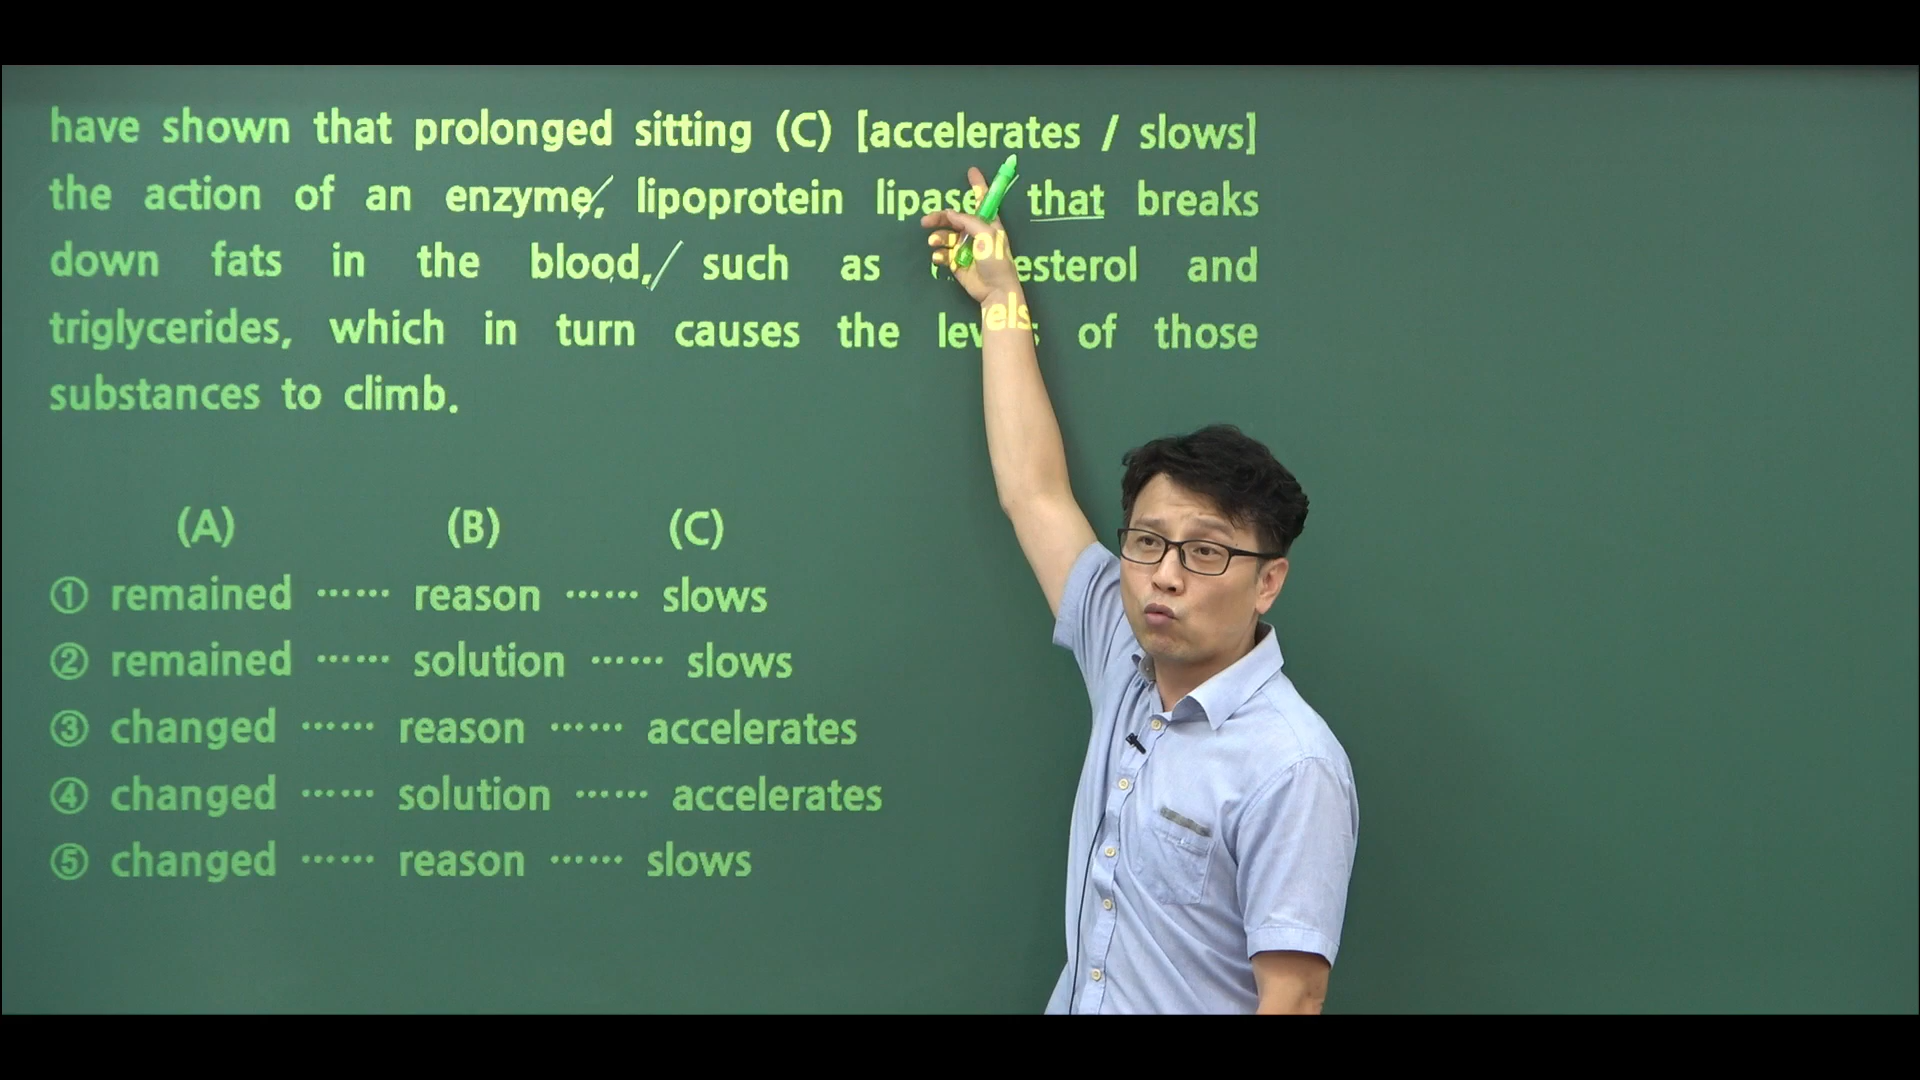 have shown that prolonged sitting (C) [accelerates / slows]
the action of an enzyme, lipoprotein lipase that breaks
down fats in the blood, such as cholesterol and
triglycerides, which in turn causes the levels of those
substances to climb.
(A) (B) (C)
① remained …… reason …… slows
② remained …… solution …… slows
③ changed …… reason …… accelerates
④ changed …… solution …… accelerates
⑤ changed …… reason …… slows